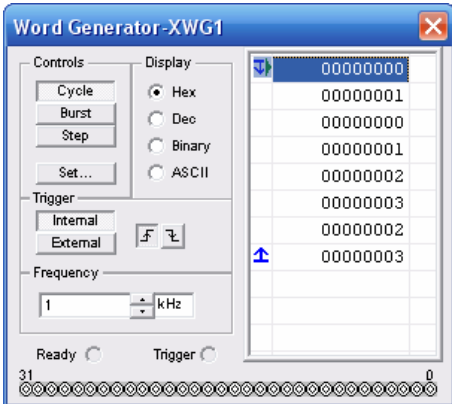 Word Generator-XWG1
Controls
Cycle
Burst
Step
Set...
Display
Hex
Dec
Binary
ASCII
Trigger
Internal
External
Frequency
1
kHz
Ready
Trigger
00000000
00000001
00000000
00000001
00000002
00000003
00000002
00000003
31
0